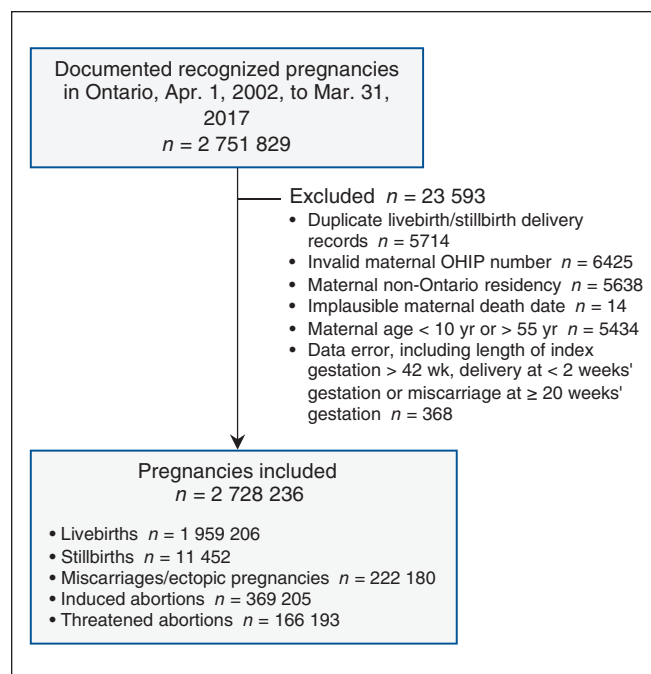 Documented recognized pregnancies
in Ontario, Apr. 1, 2002, to Mar. 31,
2017
n = 2 751 829
Excluded n = 23 593
• Duplicate livebirth/stillbirth delivery
records n = 5714
• Invalid maternal OHIP number n = 6425
• Maternal non-Ontario residency n = 5638
• Implausible maternal death date n = 14
• Maternal age < 10 yr or > 55 yr n = 5434
• Data error, including length of index
gestation > 42 wk, delivery at < 2 weeks'
gestation or miscarriage at ≥ 20 weeks'
gestation n = 368
Pregnancies included
n = 2 728 236
• Livebirths n = 1 959 206
• Stillbirths n = 11 452
• Miscarriages/ectopic pregnancies n = 222 180
• Induced abortions n = 369 205
• Threatened abortions n = 166 193